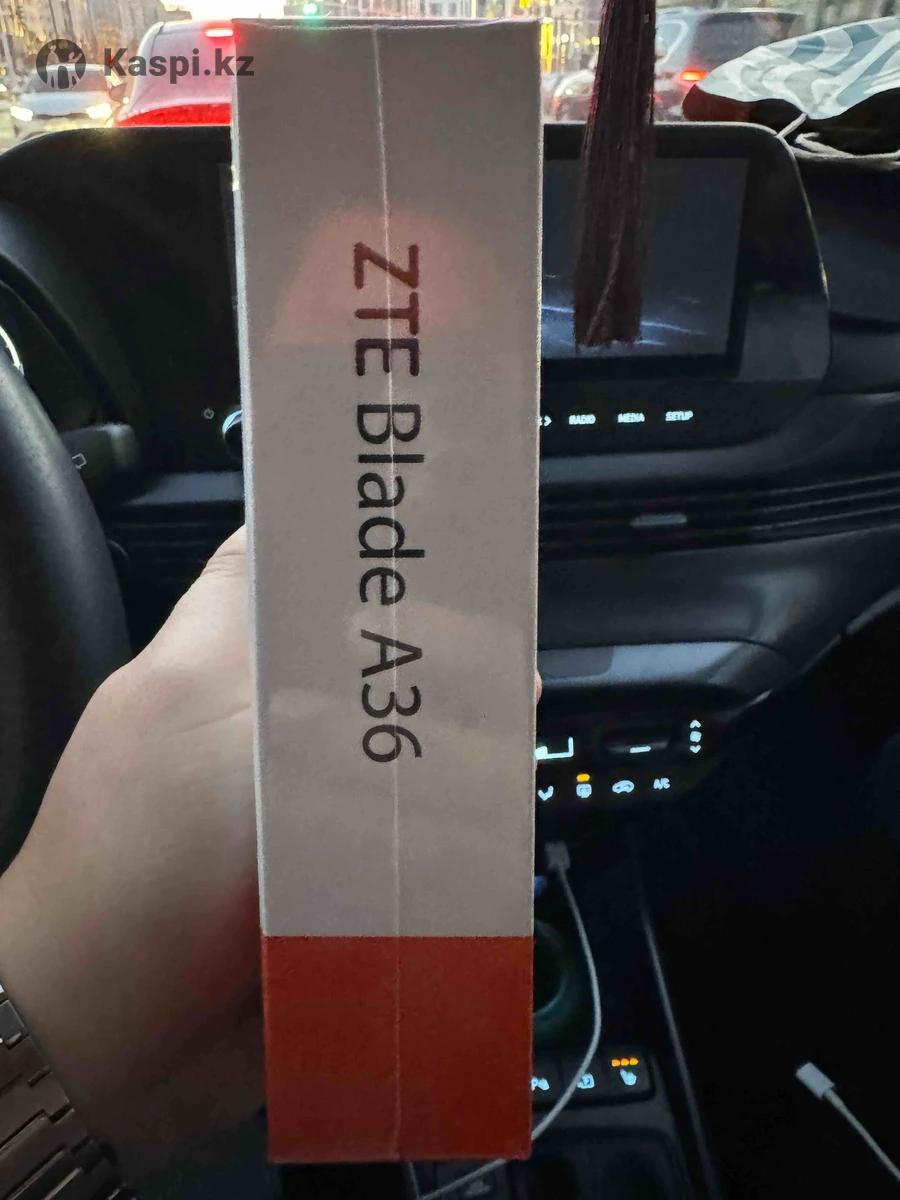 Kaspi.kz
ZTE Blade A36
RADIO
MEDIA
SETUP
A/C